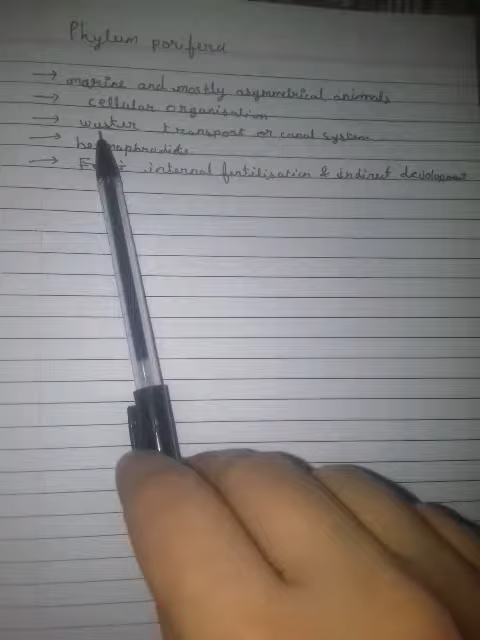 Phylum porifera
→ marine and mostly asymmetrical animals
→ cellular organisation
→ water transport or canal system
→ hermaphrodite
→ internal fertilisation & indirect development